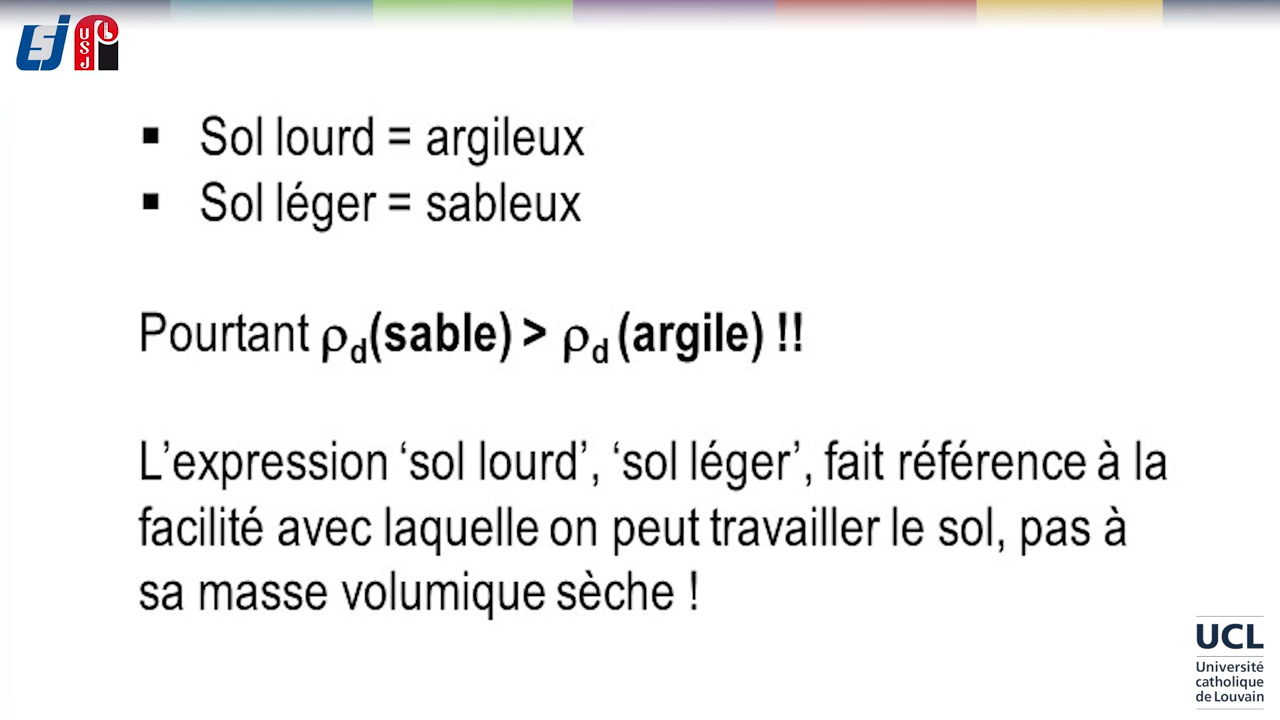 USJ
▪ Sol lourd = argileux
▪ Sol léger = sableux
Pourtant ρd(sable) > ρd (argile) !!
L’expression ‘sol lourd’, ‘sol léger’, fait référence à la
facilité avec laquelle on peut travailler le sol, pas à
sa masse volumique sèche !
UCL
Université
catholique
de Louvain